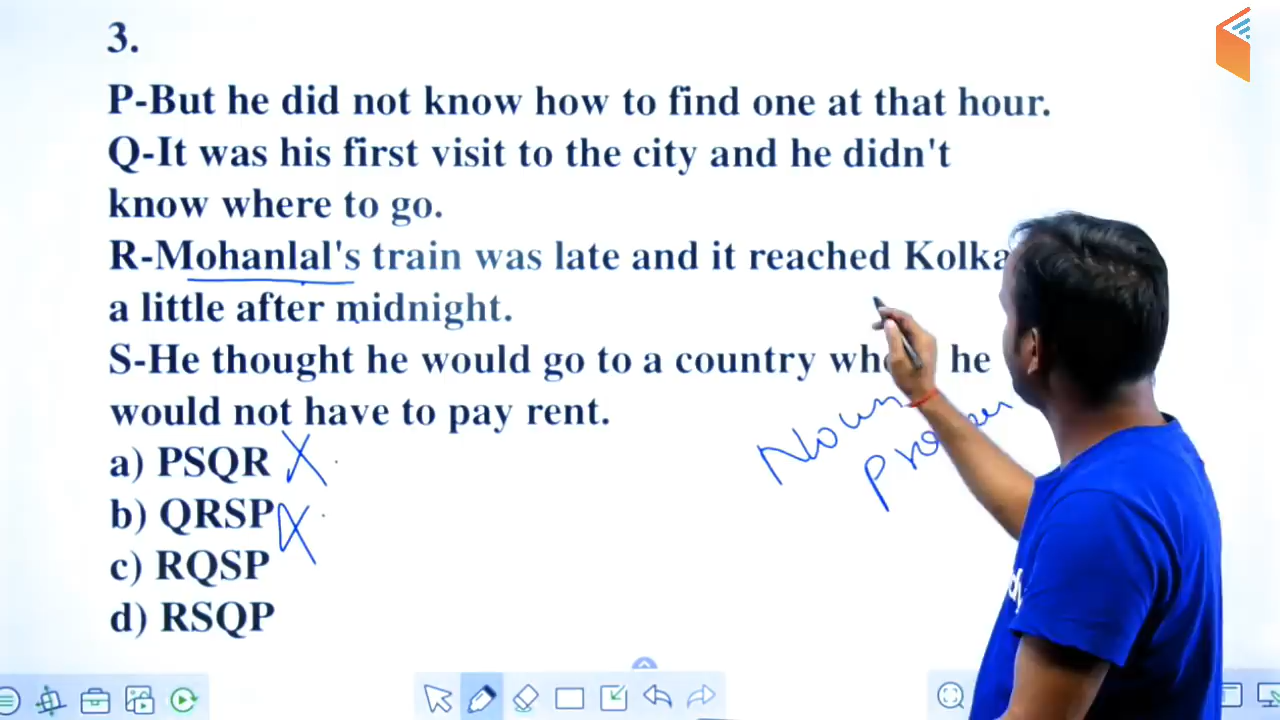 3.
P-But he did not know how to find one at that hour.
Q-It was his first visit to the city and he didn't
know where to go.
R-Mohanlal's train was late and it reached
a little after midnight.
S-He thought he would go to a country he
would not have to pay rent.
a) PSQR X
b) QRSP X
c) RQSP
d) RSQP
Noun